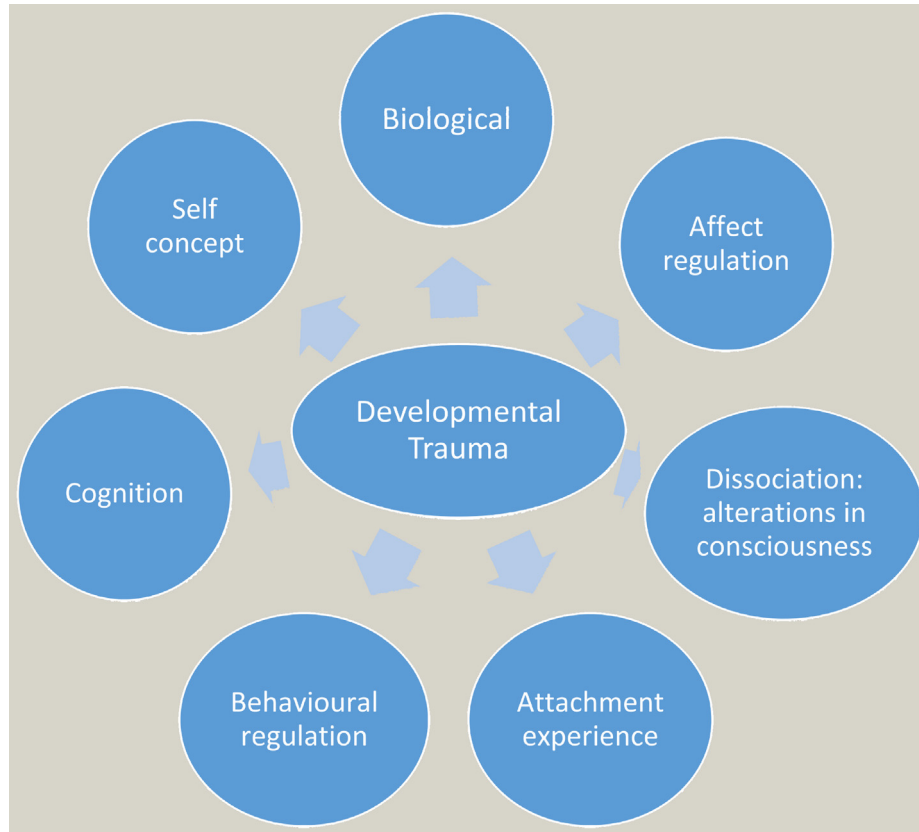 Biological
Self
concept
Affect
regulation
Developmental
Trauma
Cognition
Dissociation:
alterations in
consciousness
Behavioural
regulation
Attachment
experience